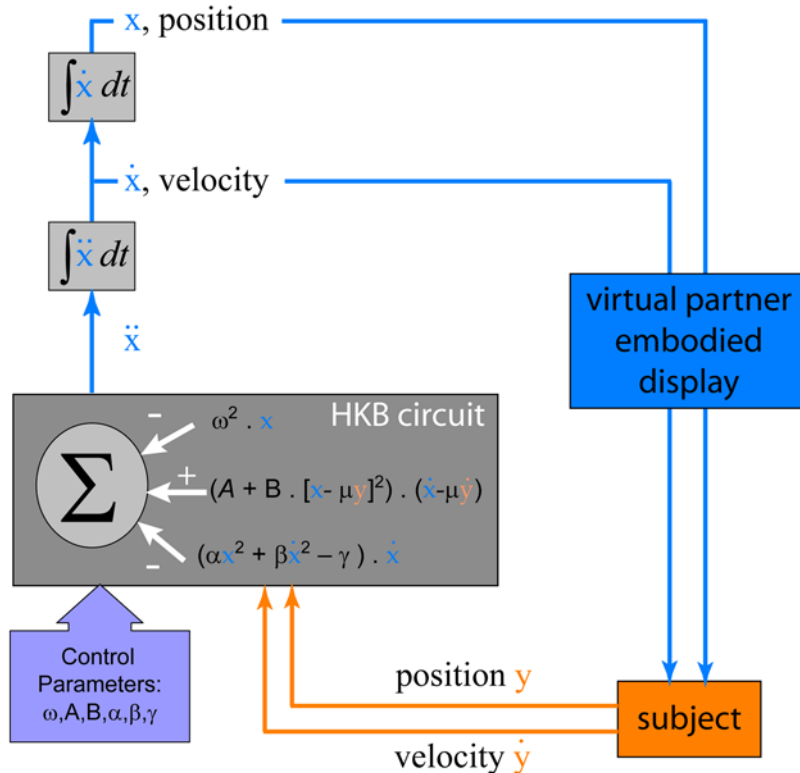 x, position
∫ẋ dt
ẋ, velocity
∫ẍ dt
virtual partner
embodied
display
ẍ
HKB circuit
Σ
- ω² . x
+ (A + B . [x- μy]²) . (ẋ-μẏ)
- (αx² + βẋ² – γ ) . ẋ
Control
Parameters:
ω,A,B,α,β,γ
position y
subject
velocity ẏ